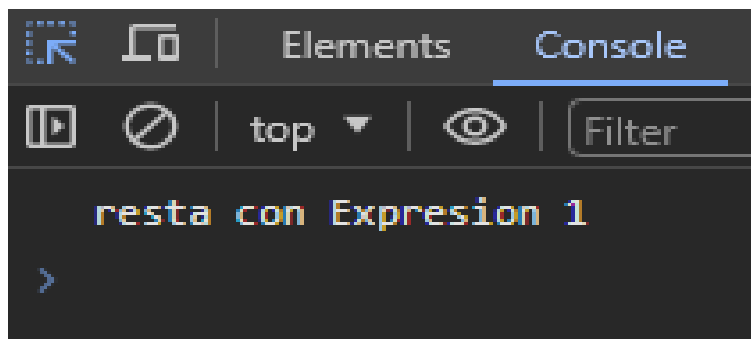 Elements Console
top Filter
resta con Expresion 1